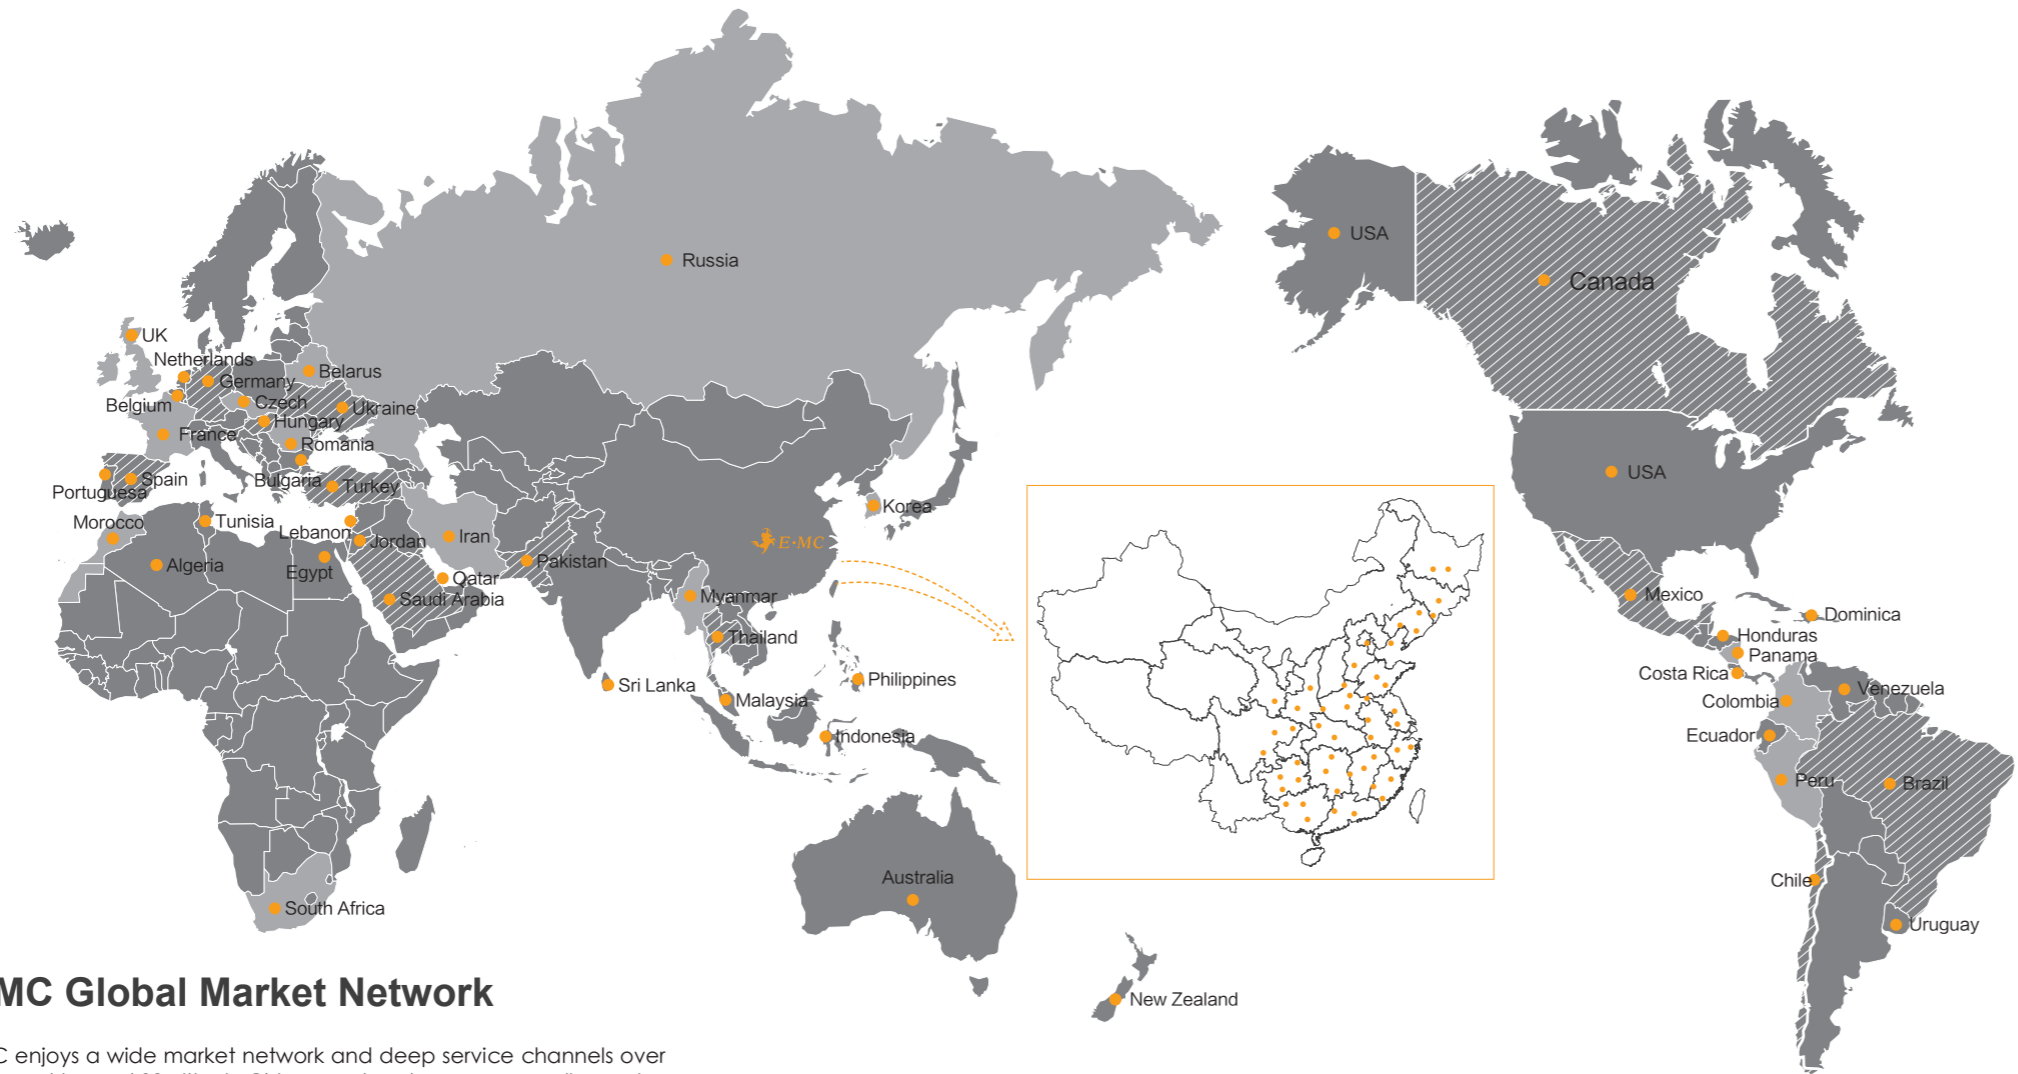 Russia
USA
Canada
UK
Netherlands
Germany
Belarus
Belgium
Czech
Ukraine
Hungary
France
Romania
USA
Spain
Bulgaria
Turkey
Portuguesa
Korea
Morocco
Tunisia
Lebanon
Iran
Jordan
E·MC
Algeria
Egypt
Pakistan
Qatar
Saudi Arabia
Myanmar
Mexico
Dominica
Thailand
Honduras
Panama
Costa Rica
Sri Lanka
Philippines
Malaysia
Venezuela
Colombia
Indonesia
Ecuador
Peru
Brazil
Australia
Chile
South Africa
Uruguay
MC Global Market Network
New Zealand
C enjoys a wide market network and deep service channels over